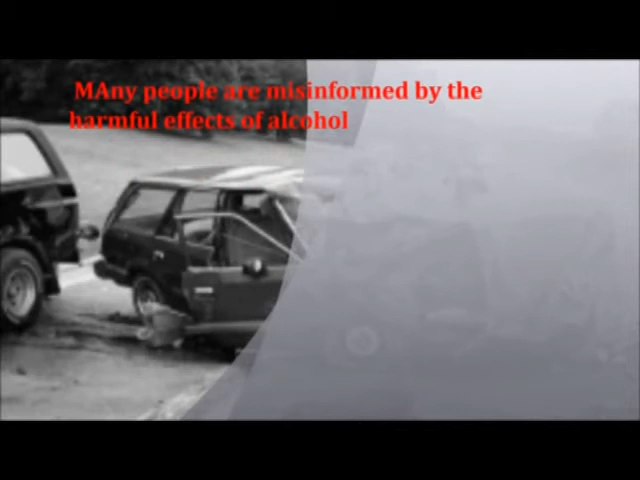 MAny people are misinformed by the
harmful effects of alcohol